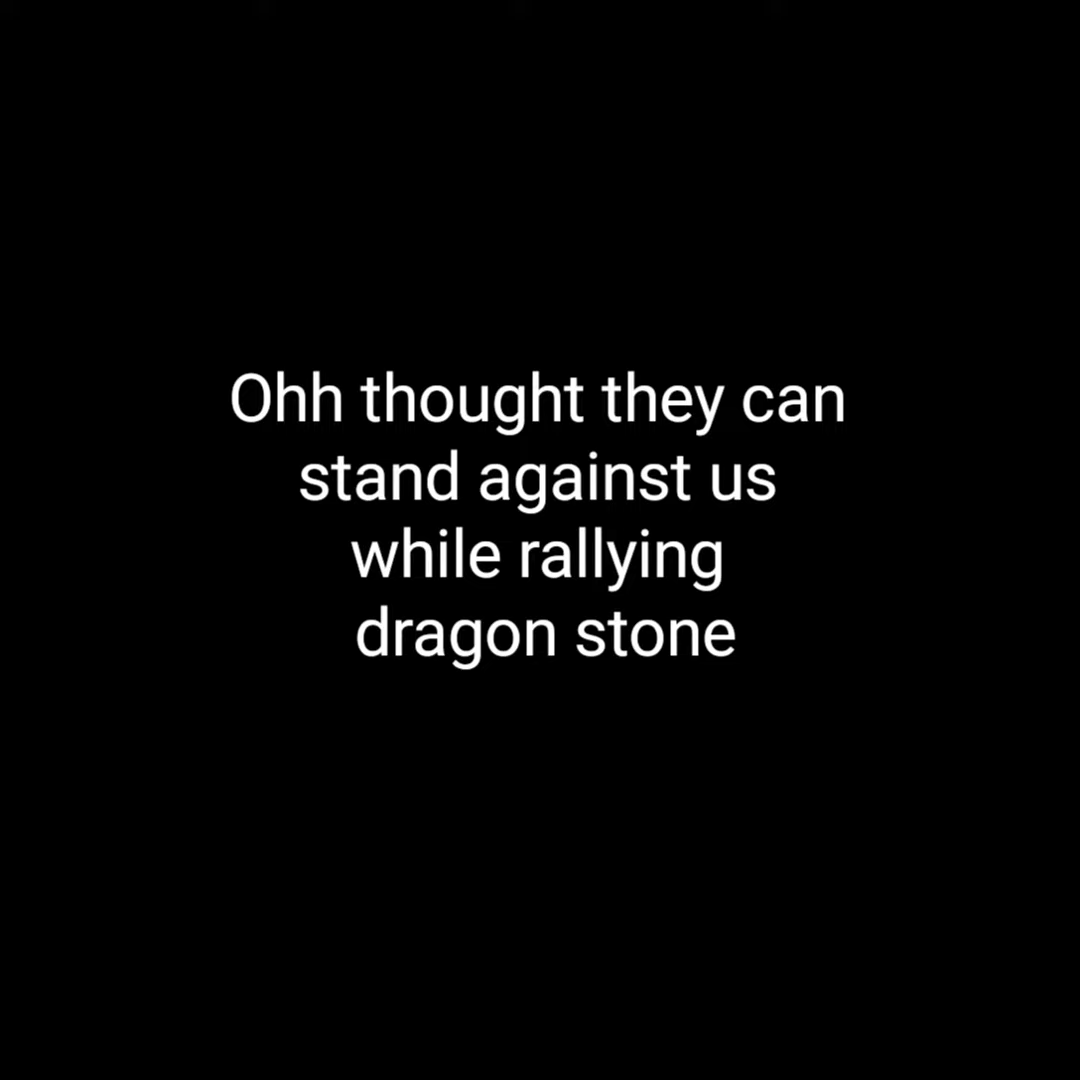 Ohh thought they can
stand against us
while rallying
dragon stone